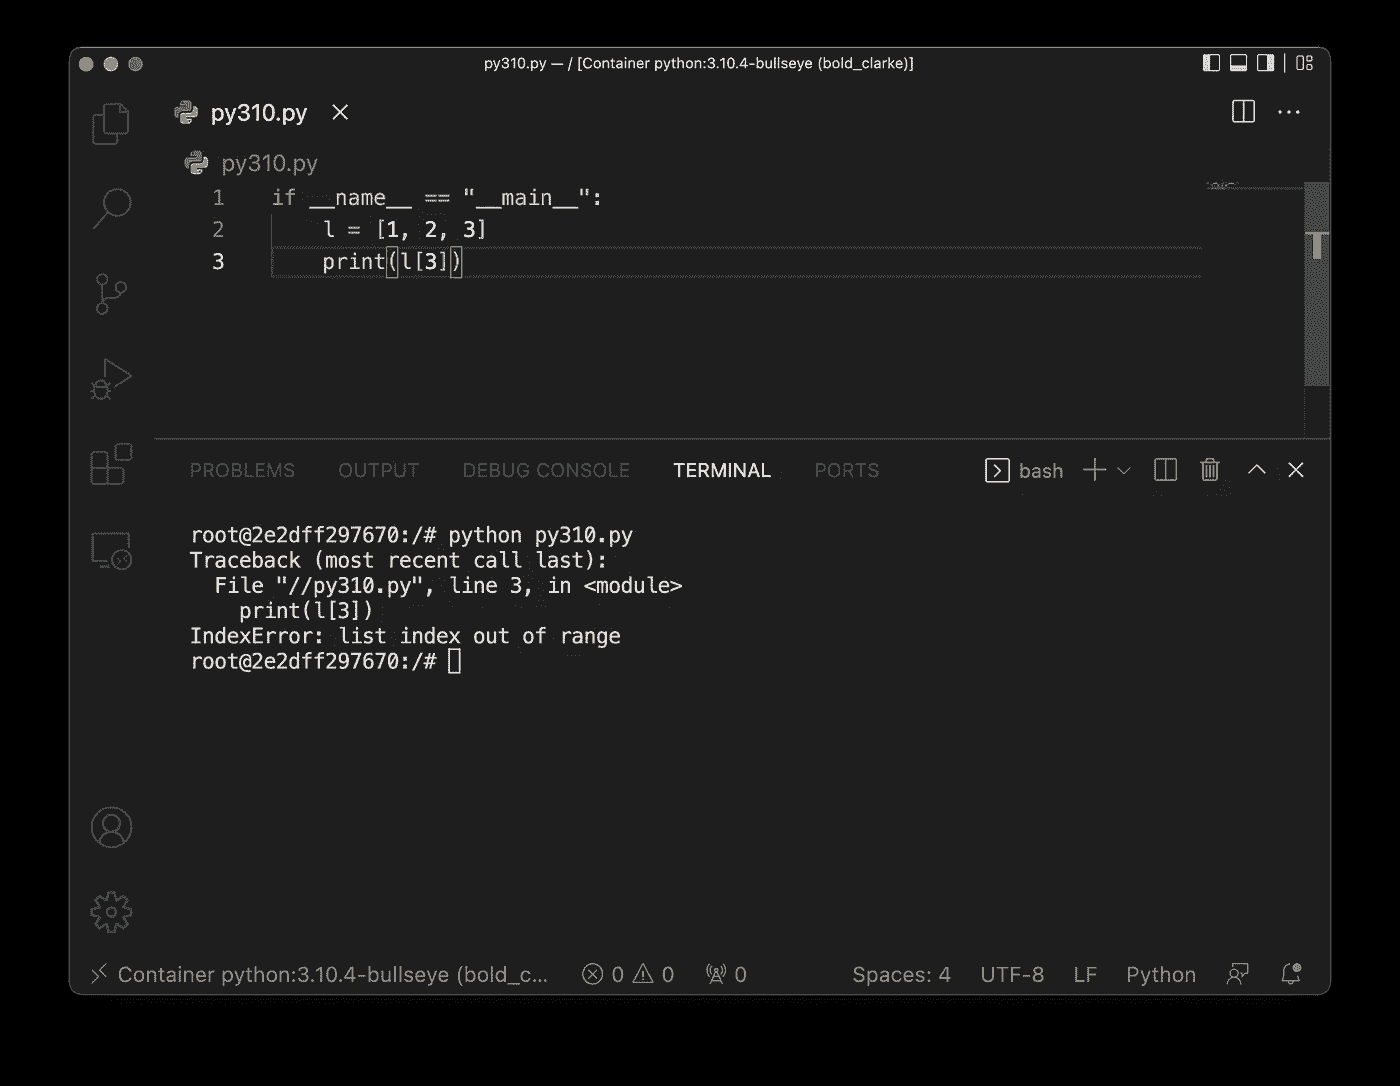 py310.py — / [Container python:3.10.4-bullseye (bold_clarke)]
py310.py
py310.py
1 if __name__ == "__main__":
2     l = [1, 2, 3]
3     print(l[3])
PROBLEMS OUTPUT DEBUG CONSOLE TERMINAL PORTS bash
root@2e2dff297670:/# python py310.py
Traceback (most recent call last):
  File "//py310.py", line 3, in <module>
    print(l[3])
IndexError: list index out of range
root@2e2dff297670:/#
Container python:3.10.4-bullseye (bold_c... 0 0 0 Spaces: 4 UTF-8 LF Python